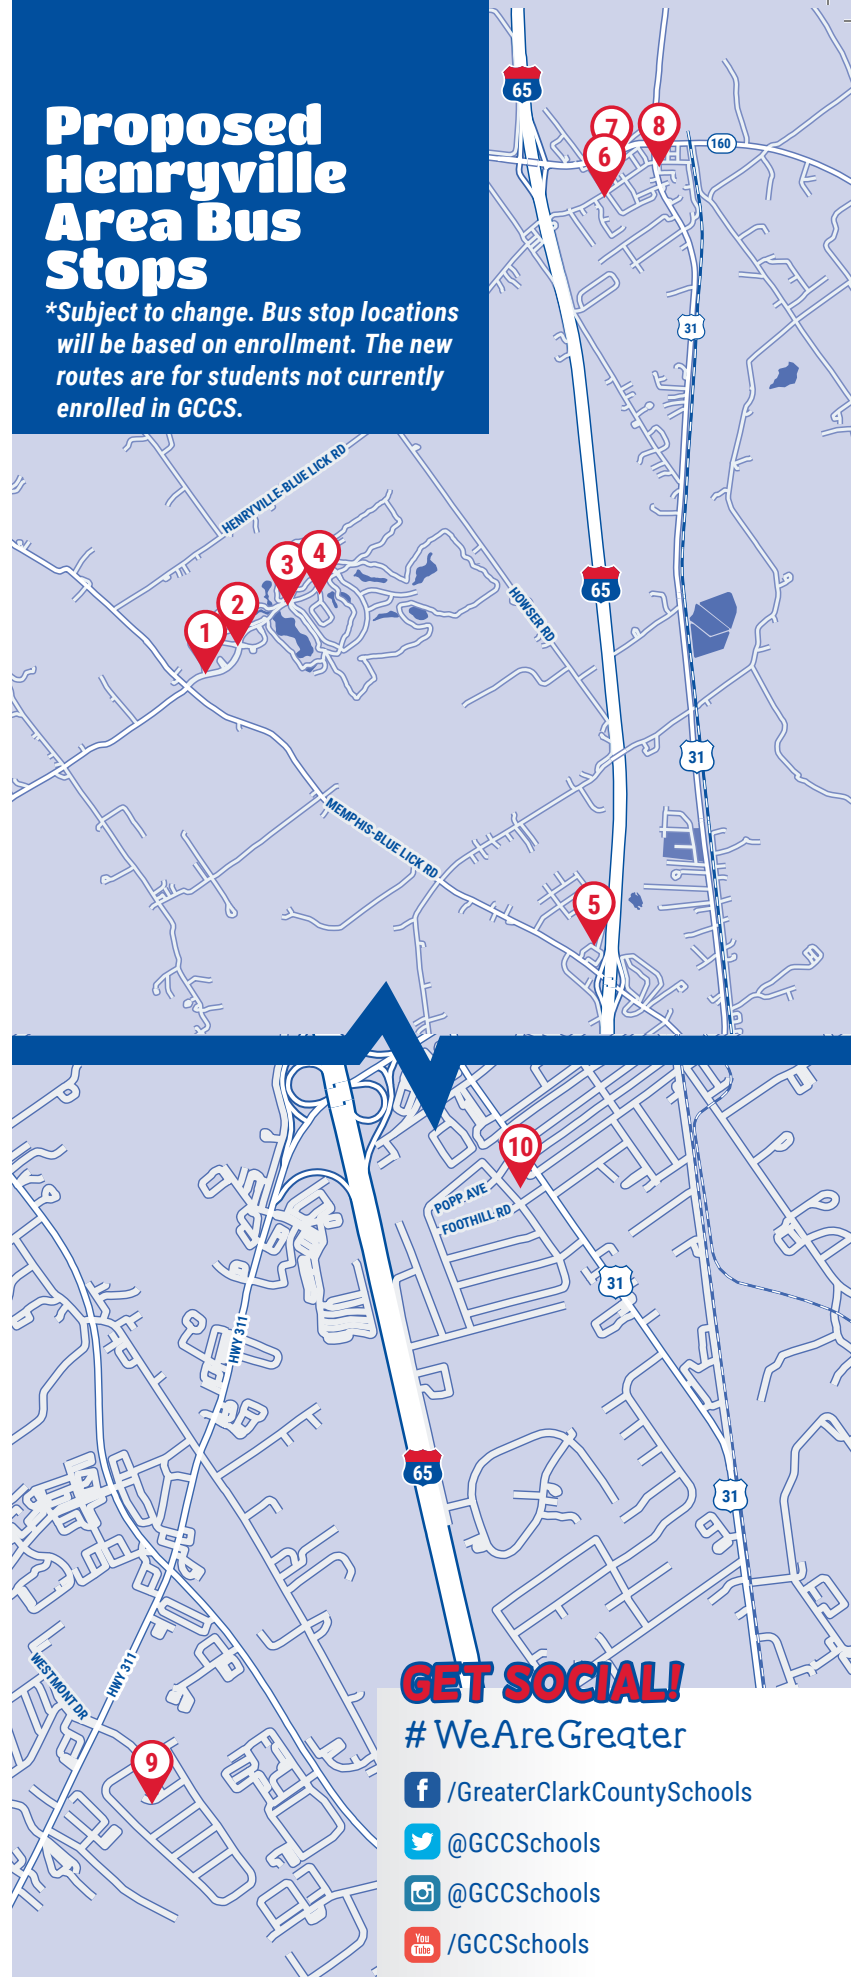 Proposed
Henryville
Area Bus
Stops
*Subject to change. Bus stop locations
will be based on enrollment. The new
routes are for students not currently
enrolled in GCCS.
65
7
8
6
160
31
HENRYVILLE-BLUE LICK RD
3
4
2
1
HOWSER RD
65
31
MEMPHIS-BLUE LICK RD
5
10
POPP AVE
FOOTHILL RD
31
HWY 311
65
31
WESTMONT DR
HWY 311
9
GET SOCIAL!
# WeAreGreater
f /GreaterClarkCountySchools
@GCCSchools
@GCCSchools
You Tube /GCCSchools